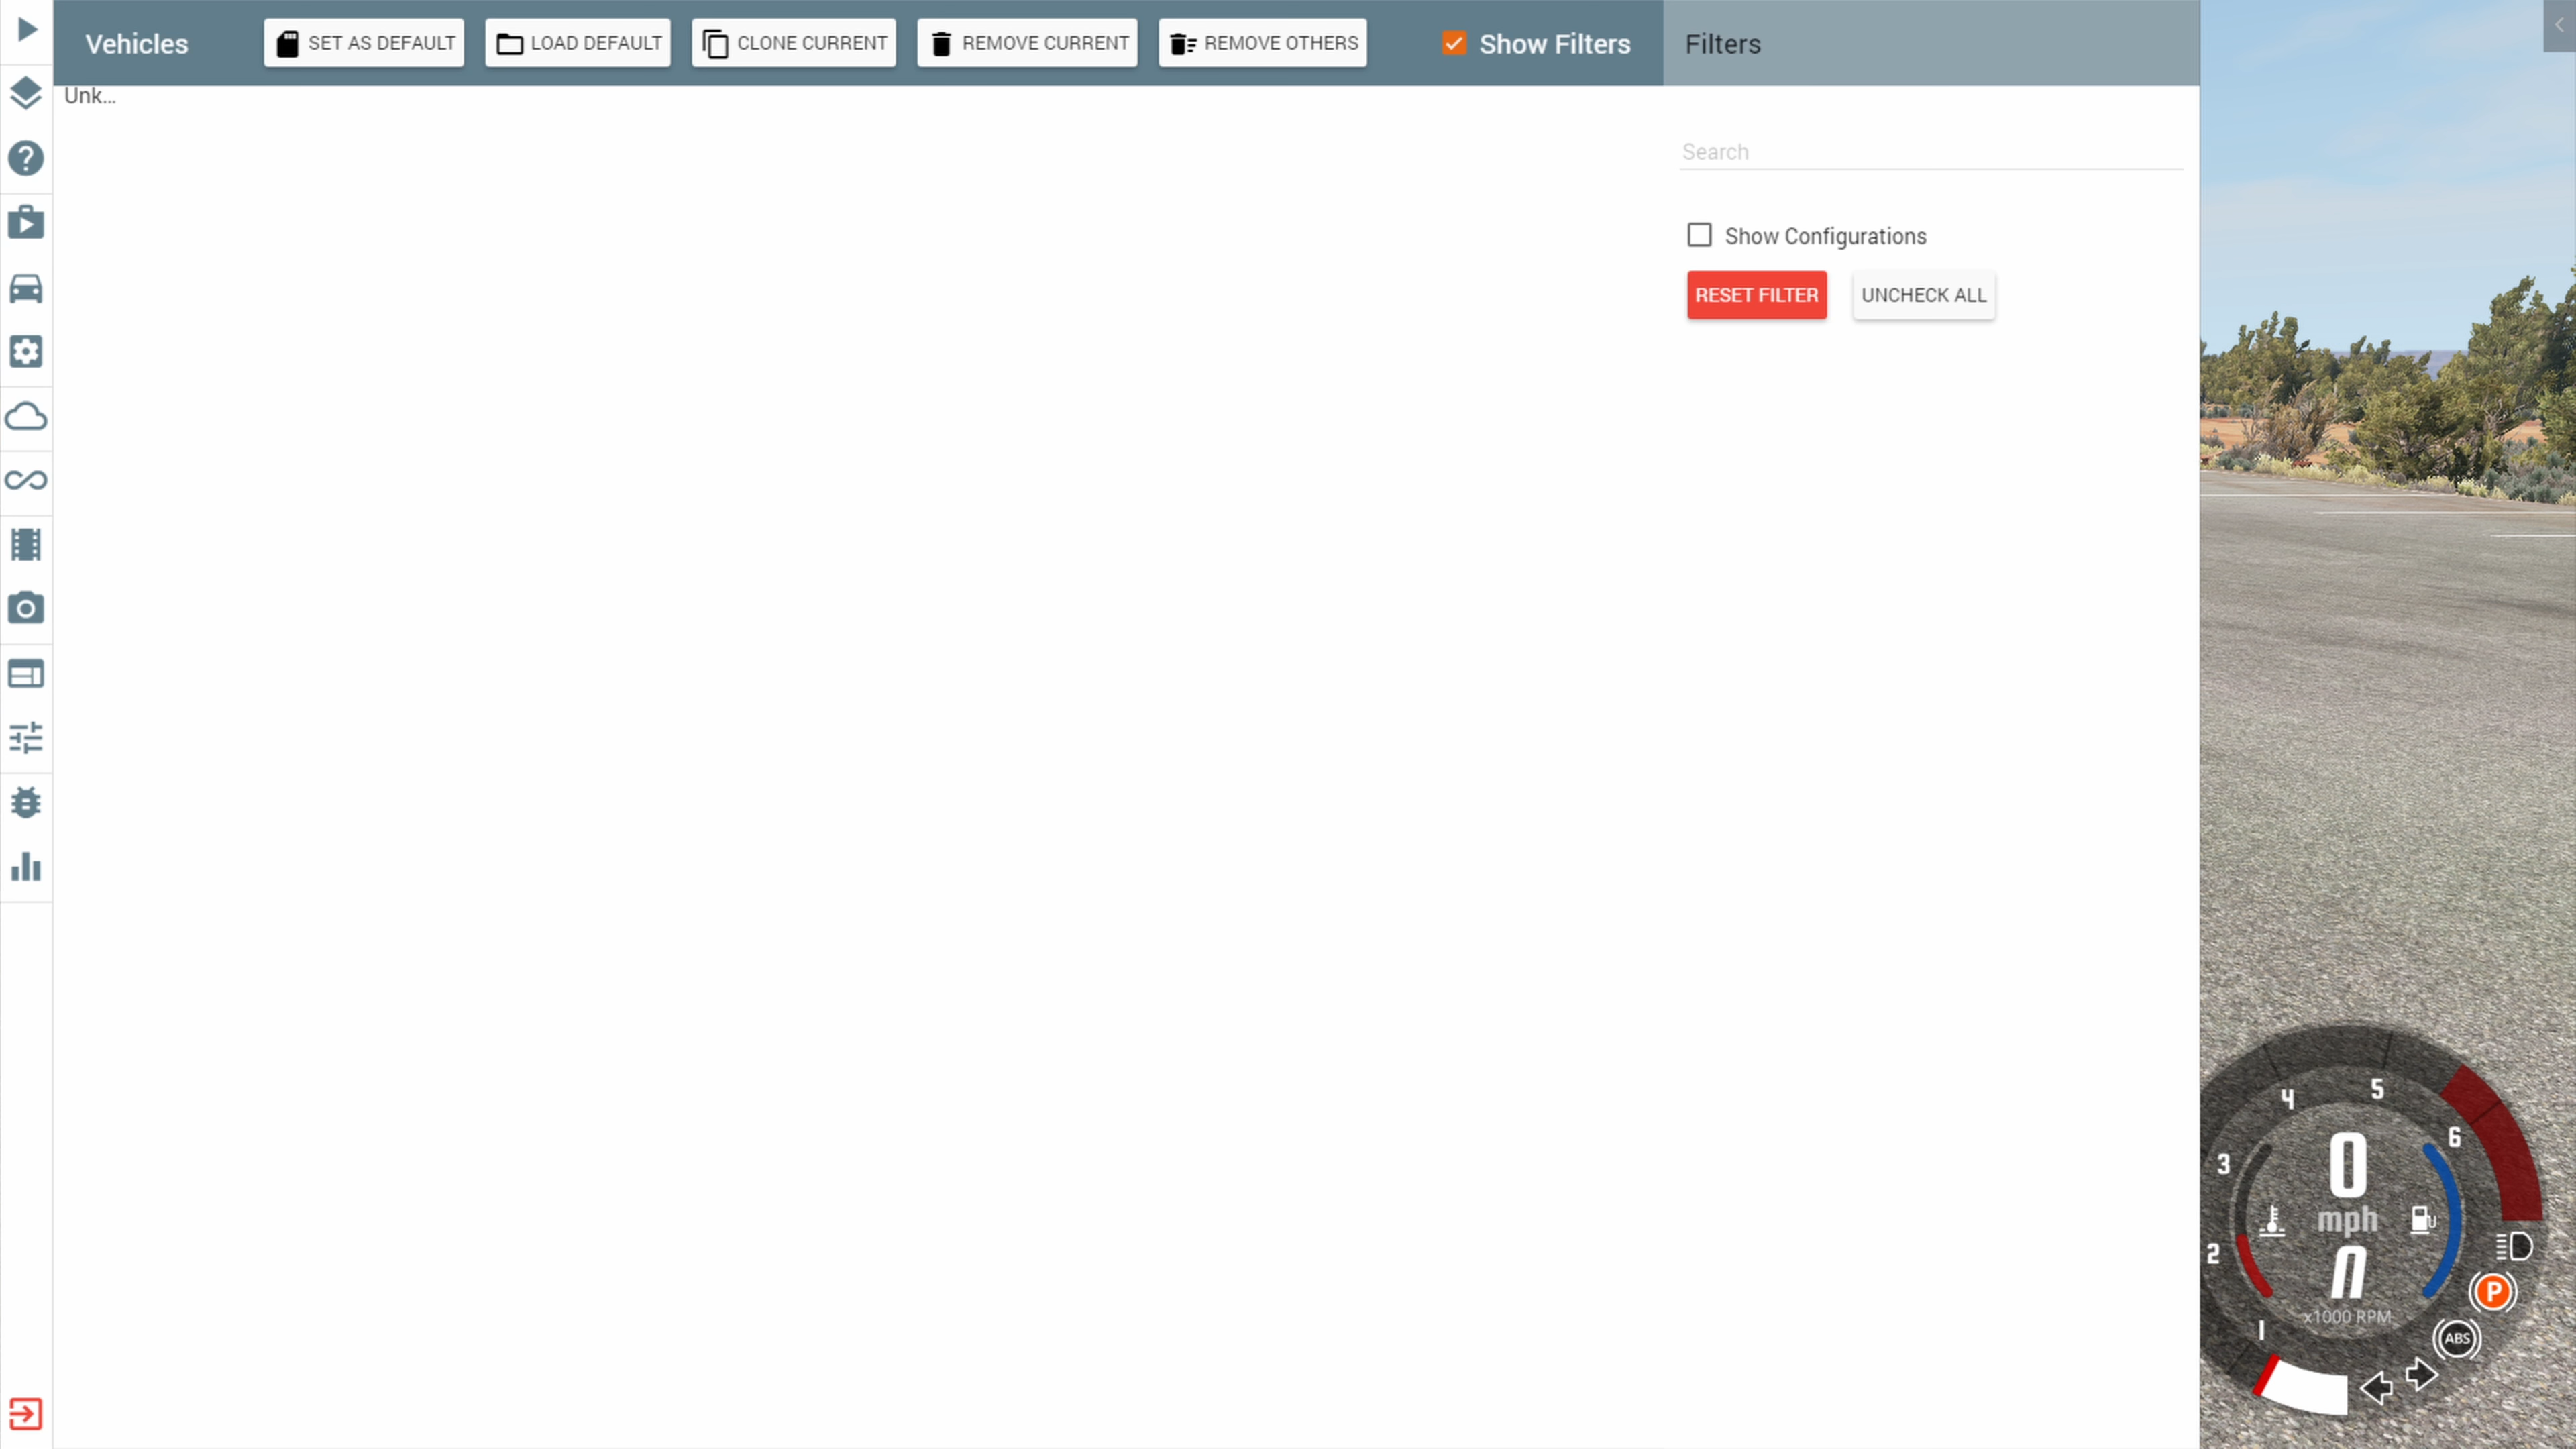 Vehicles
SET AS DEFAULT
LOAD DEFAULT
CLONE CURRENT
REMOVE CURRENT
REMOVE OTHERS
Show Filters
Filters
Unk...
Search
Show Configurations
RESET FILTER
UNCHECK ALL
5
4
6
0
3
mph
2
n
P
x1000 RPM
1
ABS